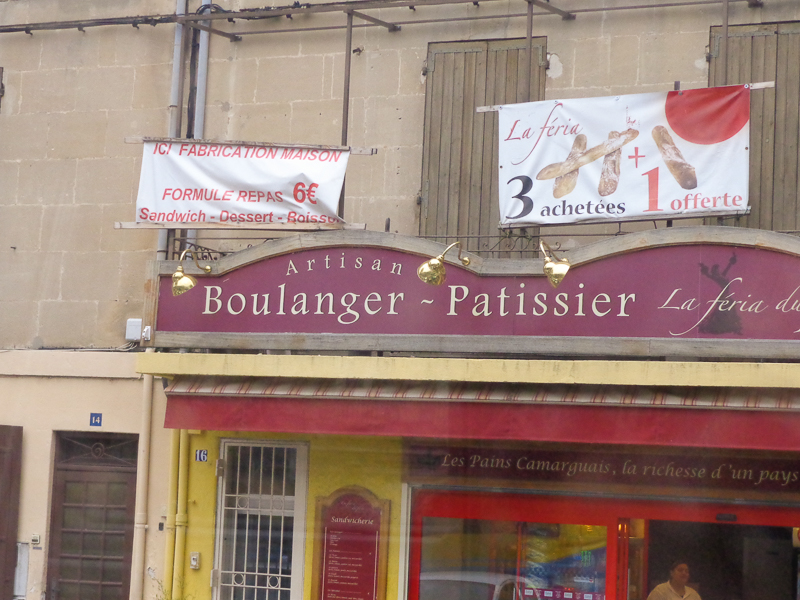 ICI FABRICATION MAISON
FORMULE REPAS 6€
Sandwich - Dessert - Boisson
La féria
+
3 achetées 1 offerte
Artisan
Boulanger ~ Patissier
La féria du
14
16
Les Pains Camarguais, la richesse d'un pays
Sandwicherie